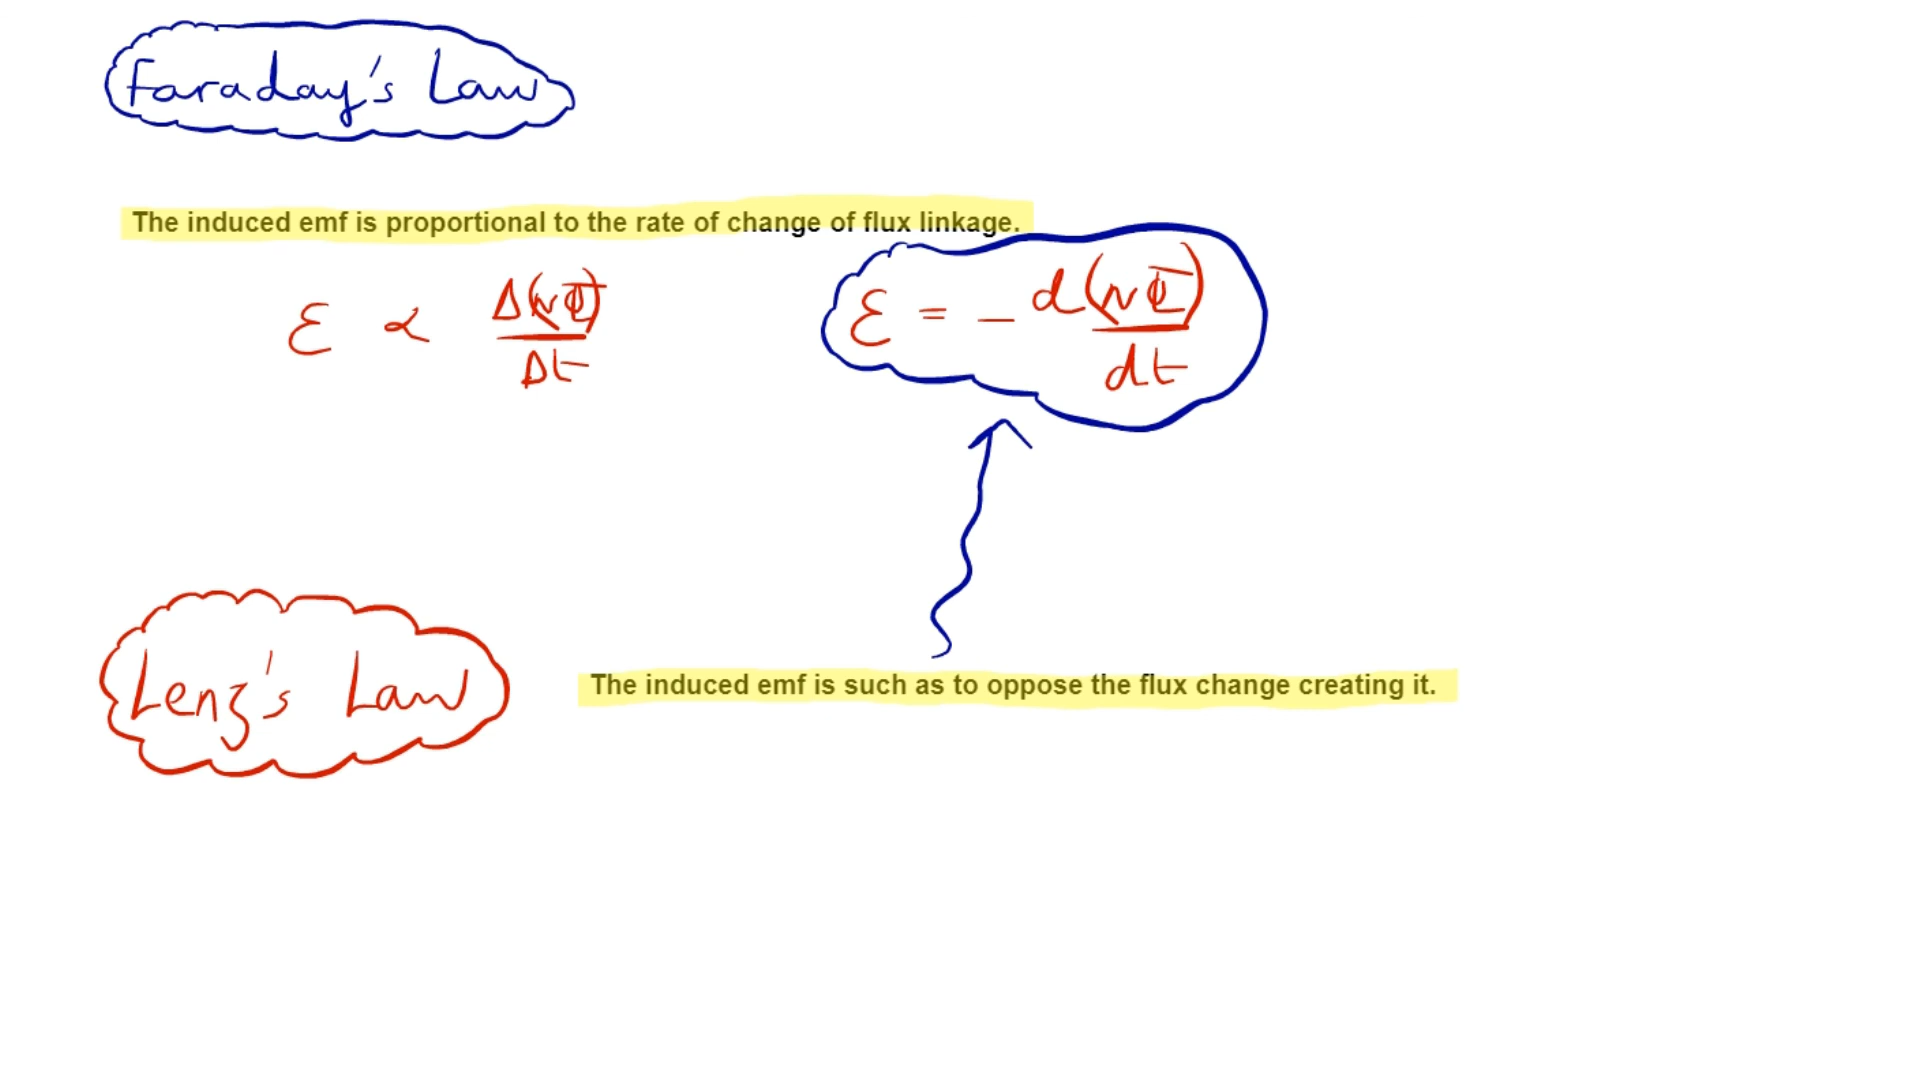 Faraday's Law
The induced emf is proportional to the rate of change of flux linkage.
ε ∝ Δ(NΦ)/Δt
ε = - d(NΦ)/dt
Lenz's Law
The induced emf is such as to oppose the flux change creating it.